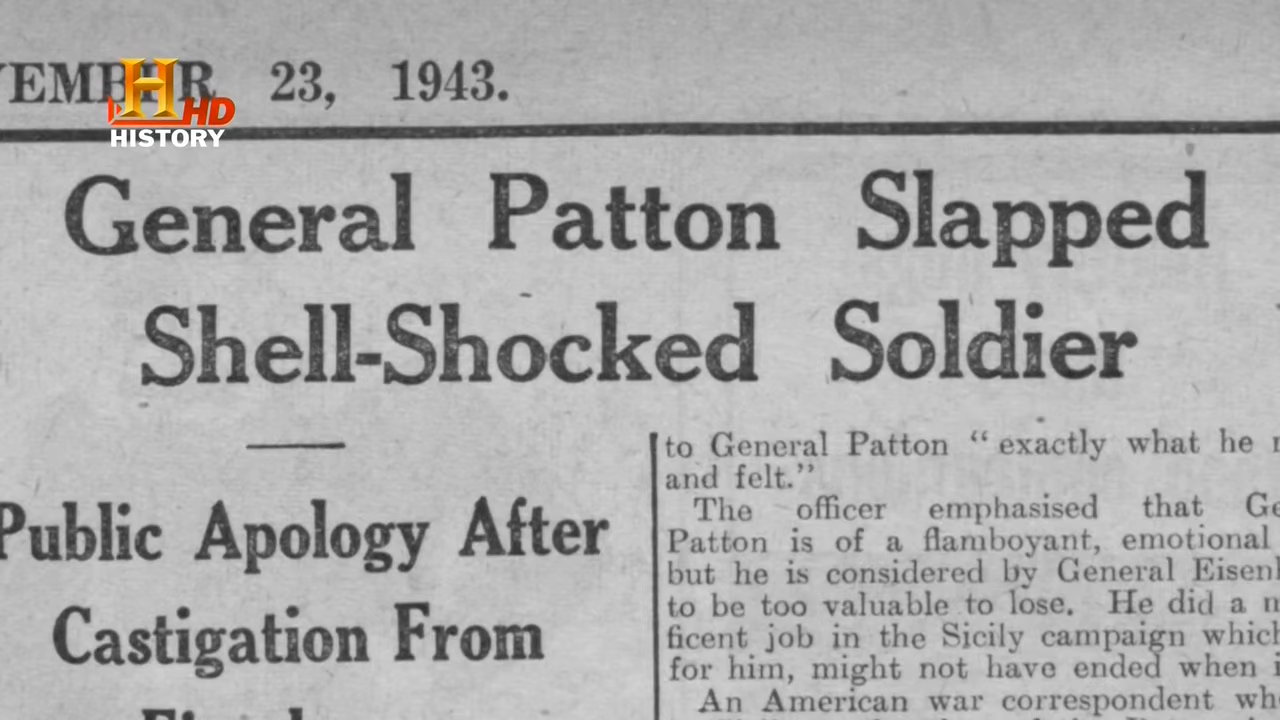 23, 1943.
HD
HISTORY
General Patton Slapped
Shell-Shocked Soldier
Public Apology After
Castigation From
to General Patton “ exactly what he
and felt.”
The officer emphasised that
Patton is of a flamboyant, emotional
but he is considered by General
to be too valuable to lose. He did a
ficent job in the Sicily campaign which
for him, might not have ended when
An American war correspondent